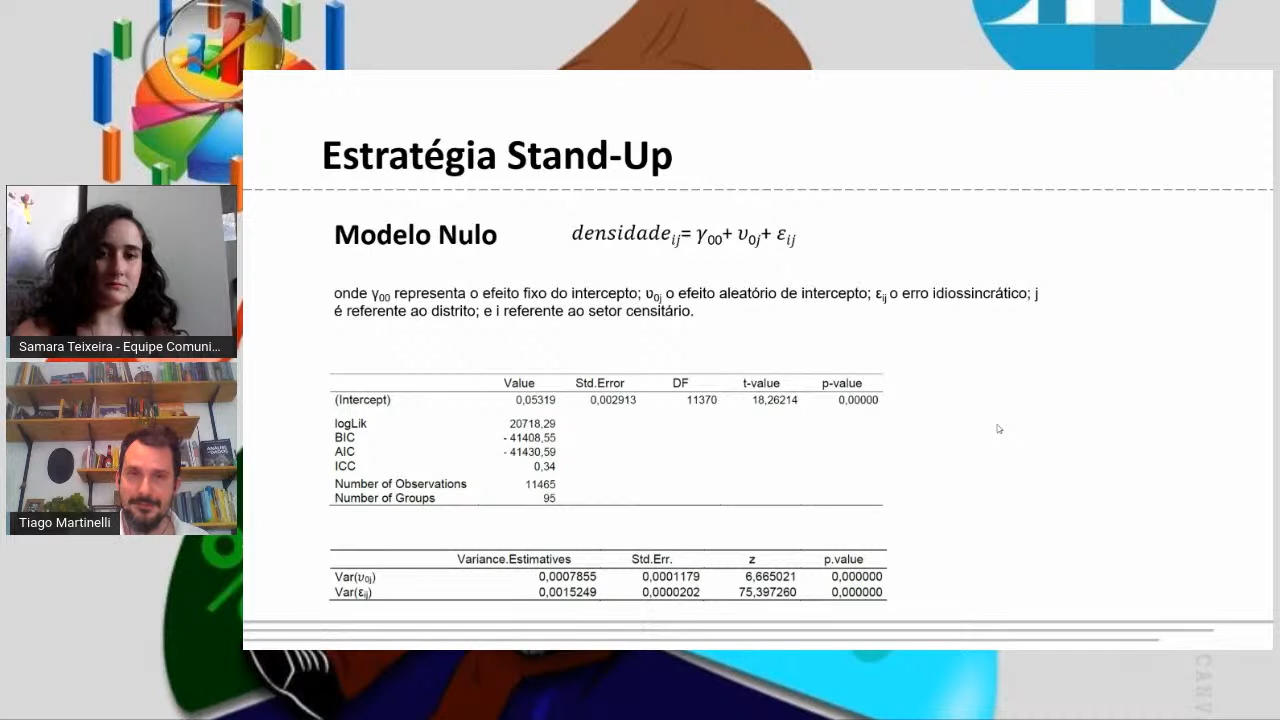 Estratégia Stand-Up
Modelo Nulo
densidadeij= γ00+ υ0j+ εij
onde γ00 representa o efeito fixo do intercepto; υ0j o efeito aleatório de intercepto; εij o erro idiossincrático; j
é referente ao distrito; e i referente ao setor censitário.
Value Std.Error DF t-value p-value
(Intercept) 0,05319 0,002913 11370 18,26214 0,00000
logLik 20718,29
BIC - 41408,55
AIC - 41430,59
ICC 0,34
Number of Observations 11465
Number of Groups 95
Variance.Estimatives Std.Err. z p.value
Var(υ0j) 0,0007855 0,0001179 6,665021 0,000000
Var(εij) 0,0015249 0,0000202 75,397260 0,000000
Samara Teixeira - Equipe Comuni...
Tiago Martinelli
ANÁLISE
DADOS
CANV